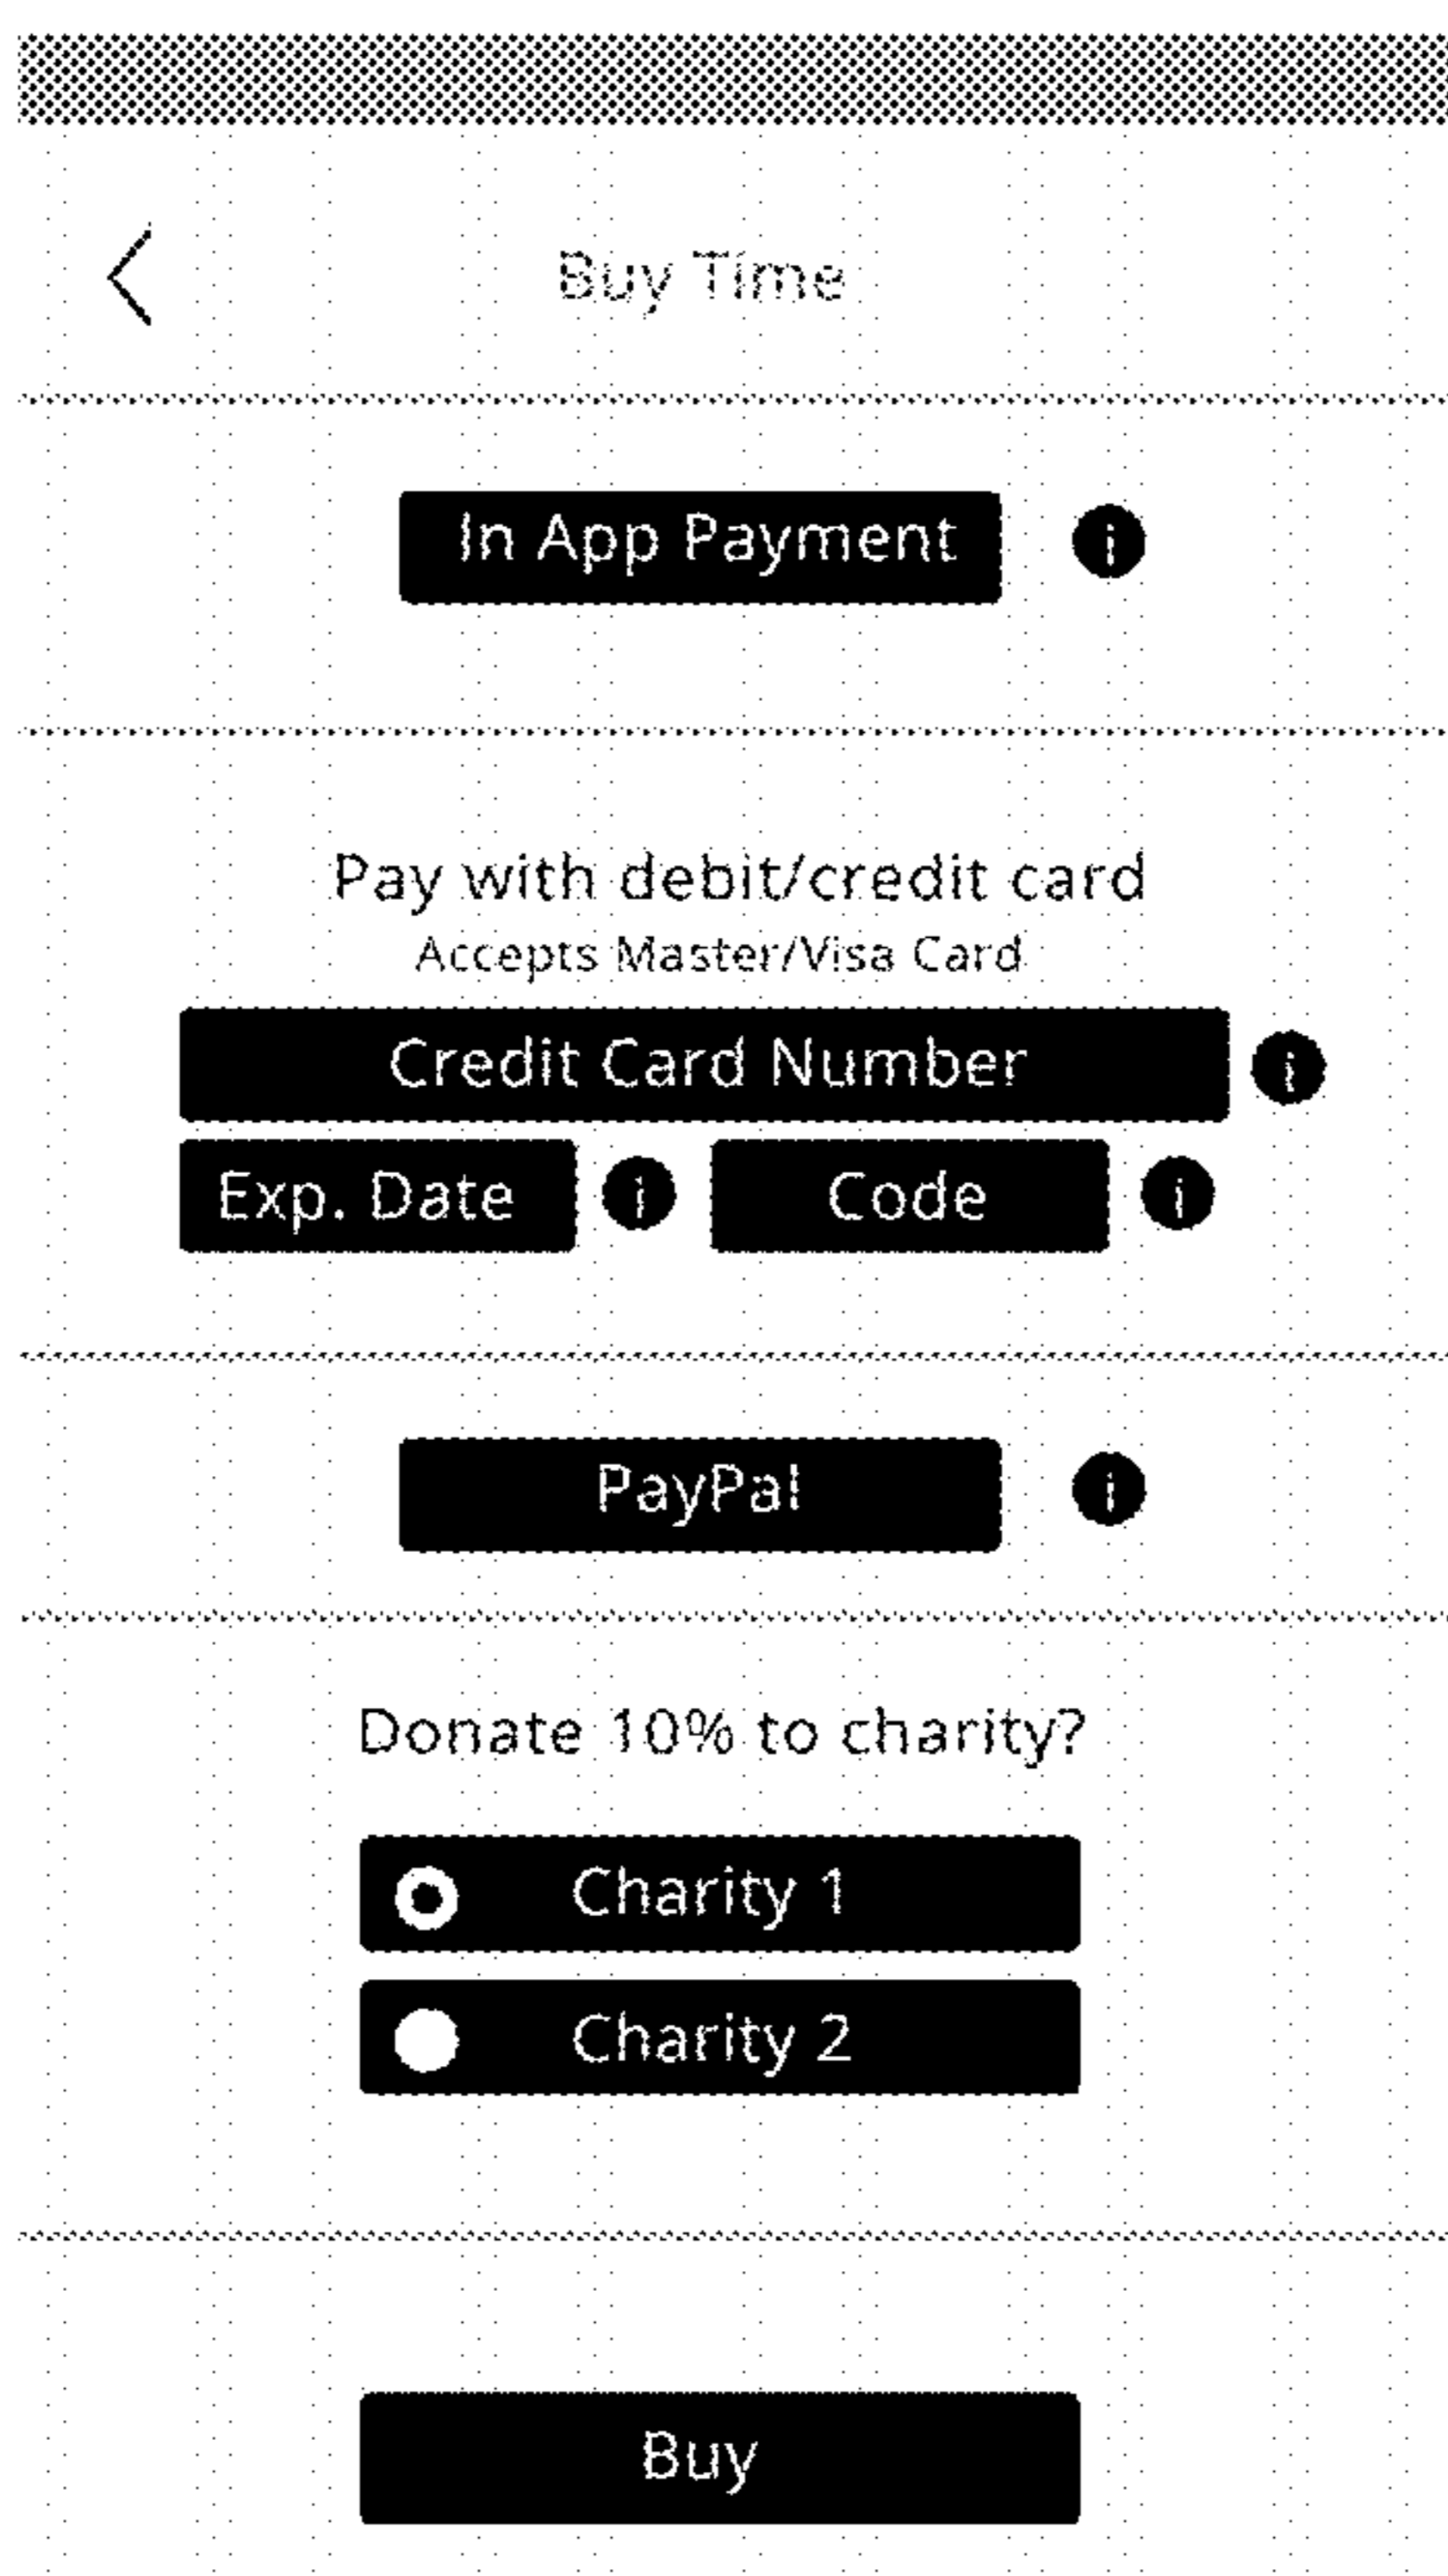 Buy Time
In App Payment i
Pay with debit/credit card
Accepts Master/Visa Card
Credit Card Number i
Exp. Date i Code i
PayPal i
Donate 10% to charity?
Charity 1
Charity 2
Buy